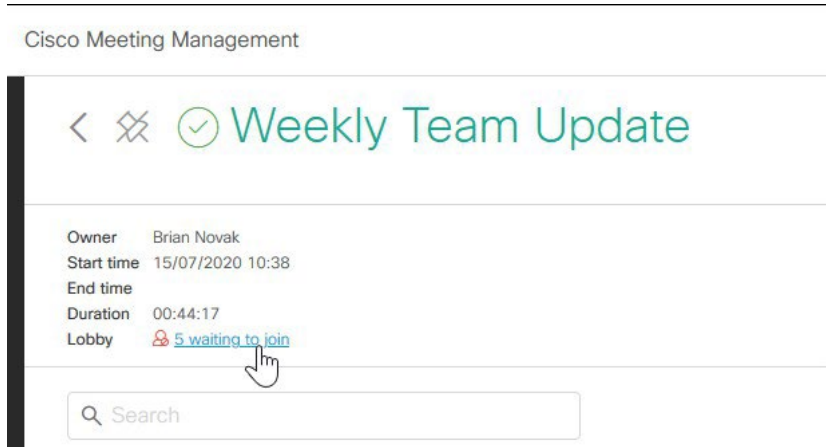 Cisco Meeting Management
Weekly Team Update
Owner Brian Novak
Start time 15/07/2020 10:38
End time
Duration 00:44:17
Lobby 5 waiting to join
Search